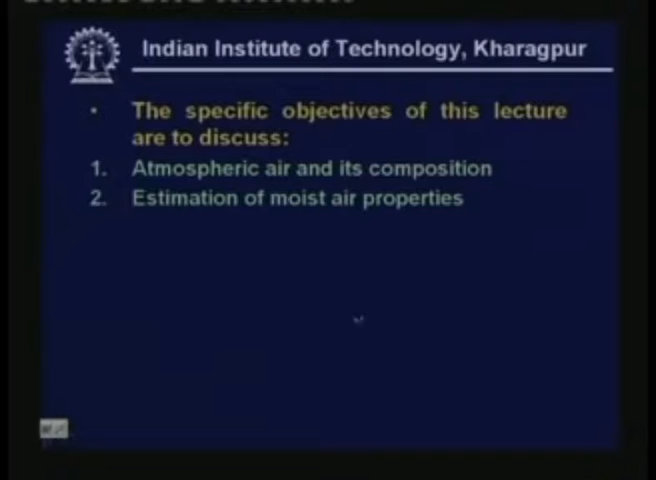 Indian Institute of Technology, Kharagpur
• The specific objectives of this lecture
are to discuss:
1. Atmospheric air and its composition
2. Estimation of moist air properties